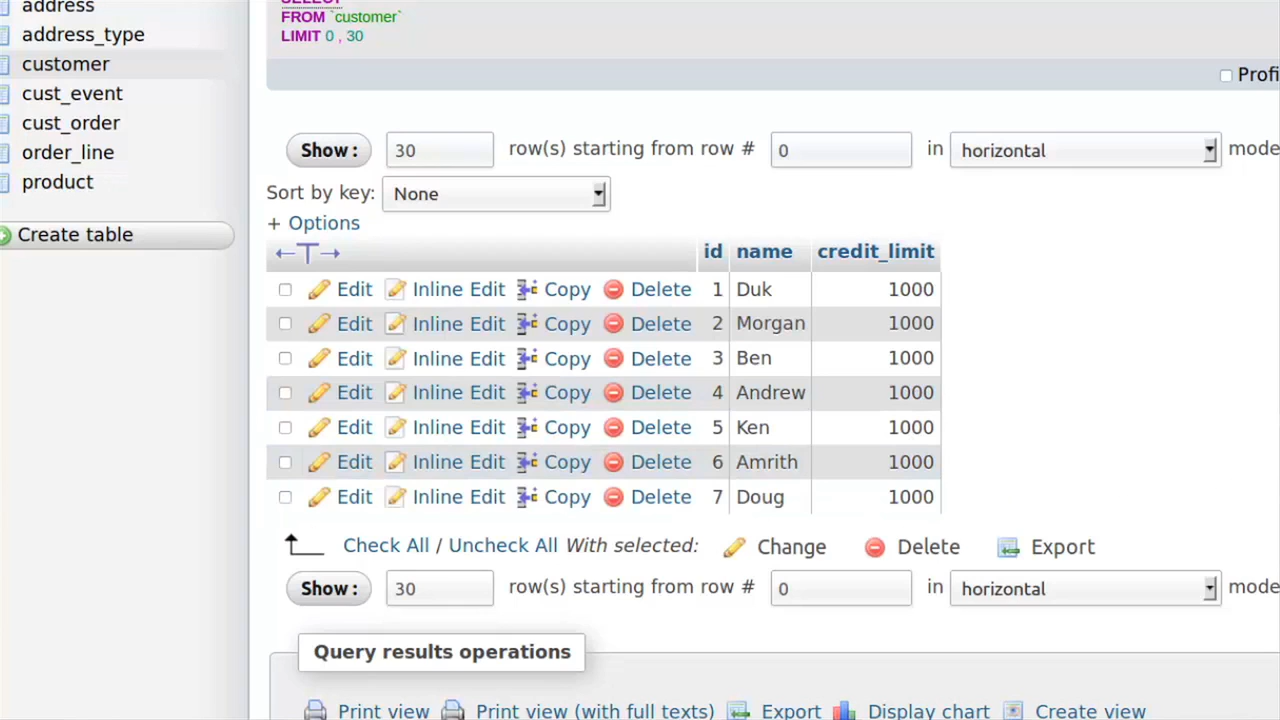 address
address_type
customer
cust_event
cust_order
order_line
product
Create table
SELECT
FROM `customer`
LIMIT 0 , 30
Show : 30 row(s) starting from row # 0 in horizontal mode
Sort by key: None
+ Options
←T→ id name credit_limit
Edit Inline Edit Copy Delete 1 Duk 1000
Edit Inline Edit Copy Delete 2 Morgan 1000
Edit Inline Edit Copy Delete 3 Ben 1000
Edit Inline Edit Copy Delete 4 Andrew 1000
Edit Inline Edit Copy Delete 5 Ken 1000
Edit Inline Edit Copy Delete 6 Amrith 1000
Edit Inline Edit Copy Delete 7 Doug 1000
Check All / Uncheck All With selected: Change Delete Export
Show : 30 row(s) starting from row # 0 in horizontal mode
Query results operations
Print view Print view (with full texts) Export Display chart Create view